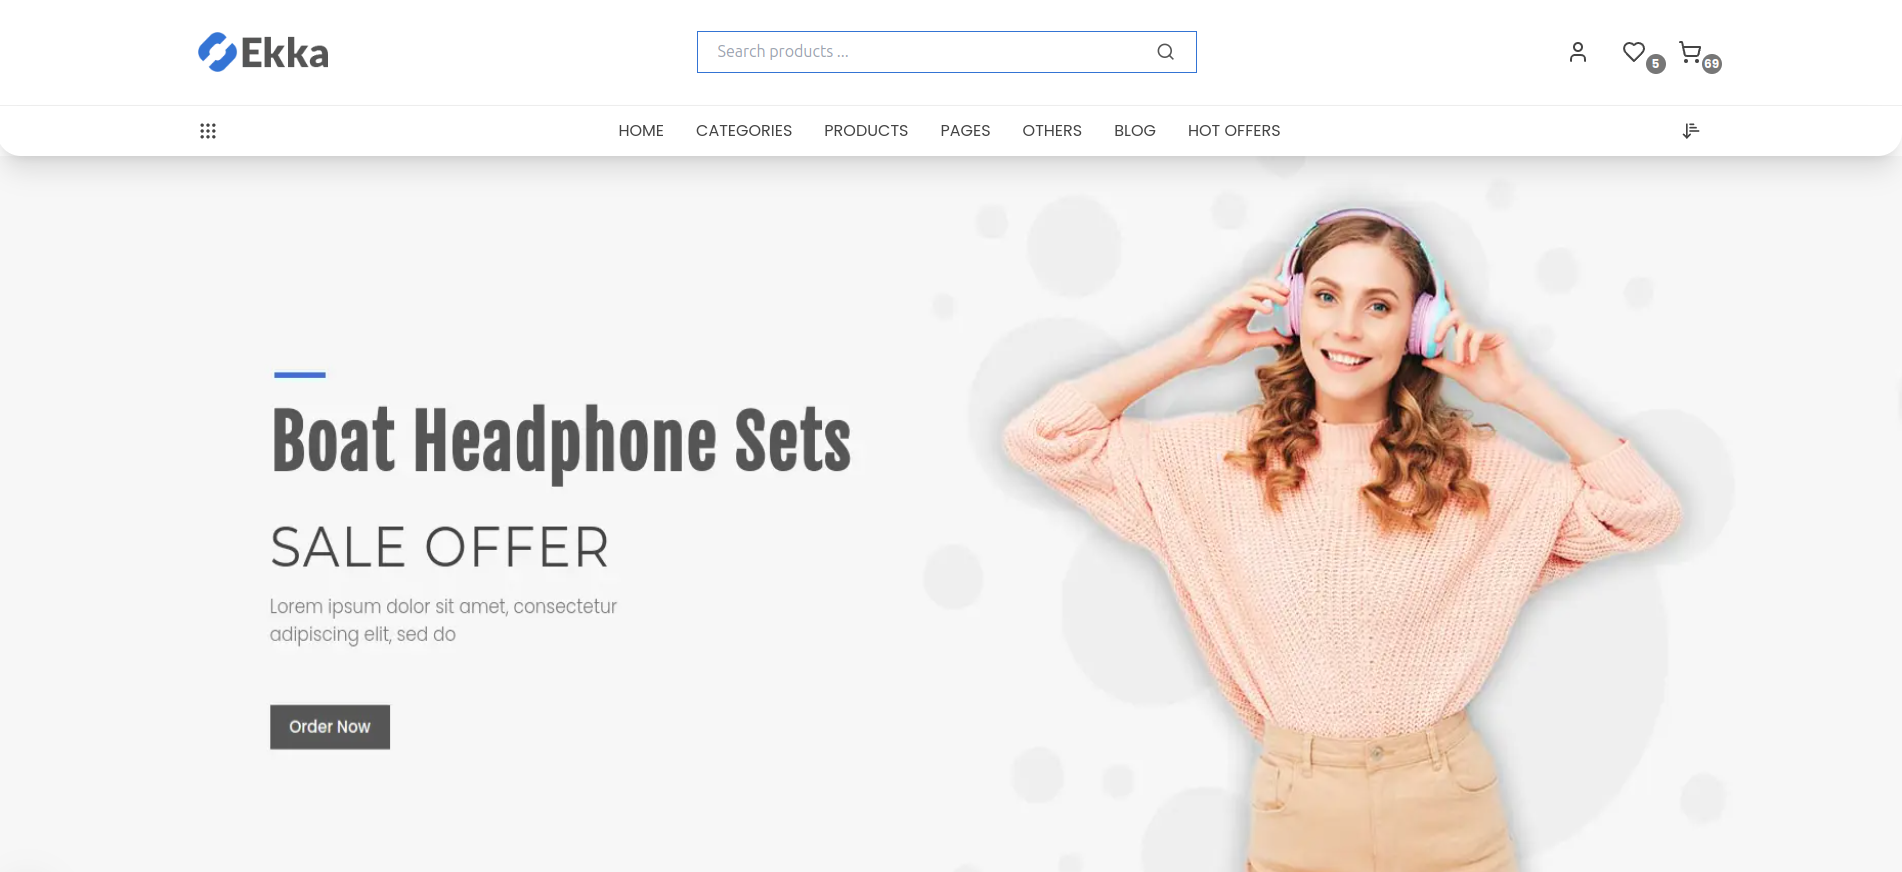 Ekka
Search products ...
5
69
HOME CATEGORIES PRODUCTS PAGES OTHERS BLOG HOT OFFERS
Boat Headphone Sets
SALE OFFER
Lorem ipsum dolor sit amet, consectetur
adipiscing elit, sed do
Order Now